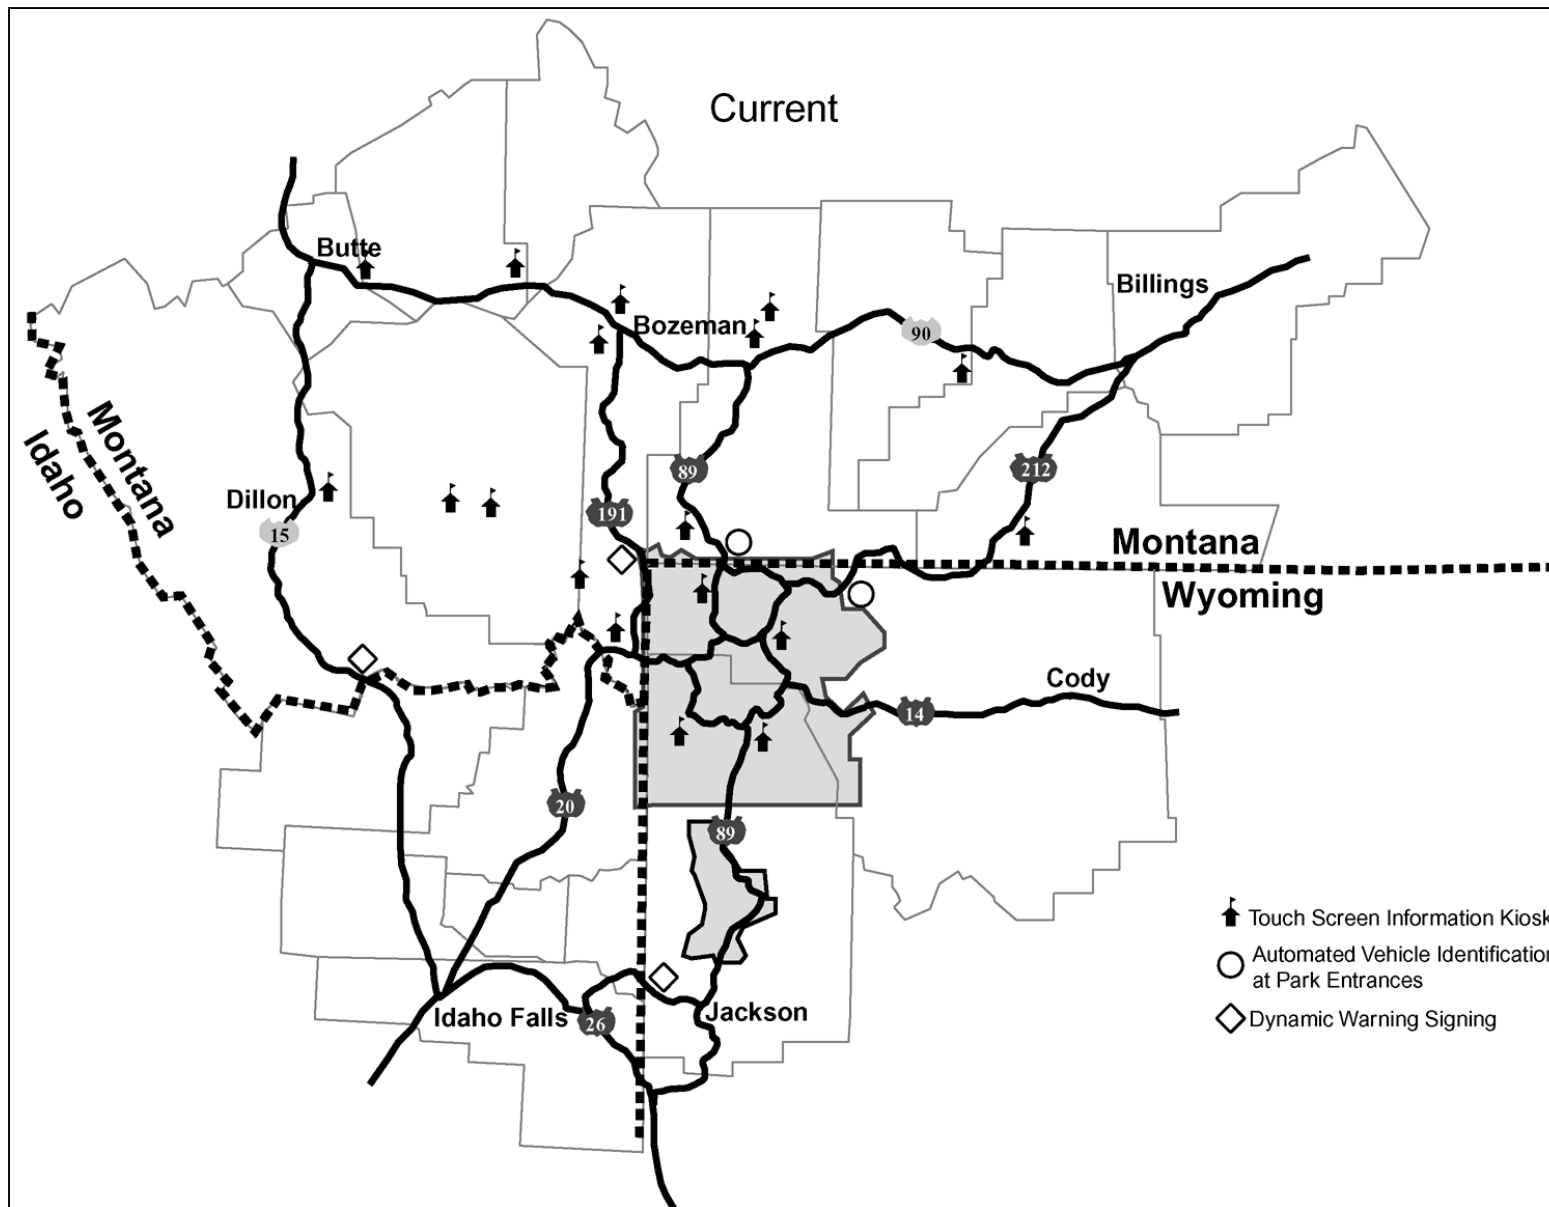 Current
Butte
Billings
Bozeman
90
Montana
Idaho
89
212
Dillon
191
15
Montana
Wyoming
Cody
14
20
89
Touch Screen Information Kiosk
Automated Vehicle Identification
at Park Entrances
Idaho Falls
26
Jackson
Dynamic Warning Signing